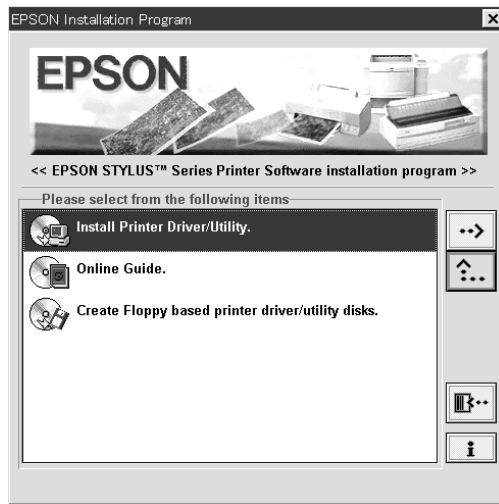 EPSON Installation Program
EPSON
<< EPSON STYLUS™ Series Printer Software installation program >>
Please select from the following items
Install Printer Driver/Utility.
Online Guide.
Create Floppy based printer driver/utility disks.
i